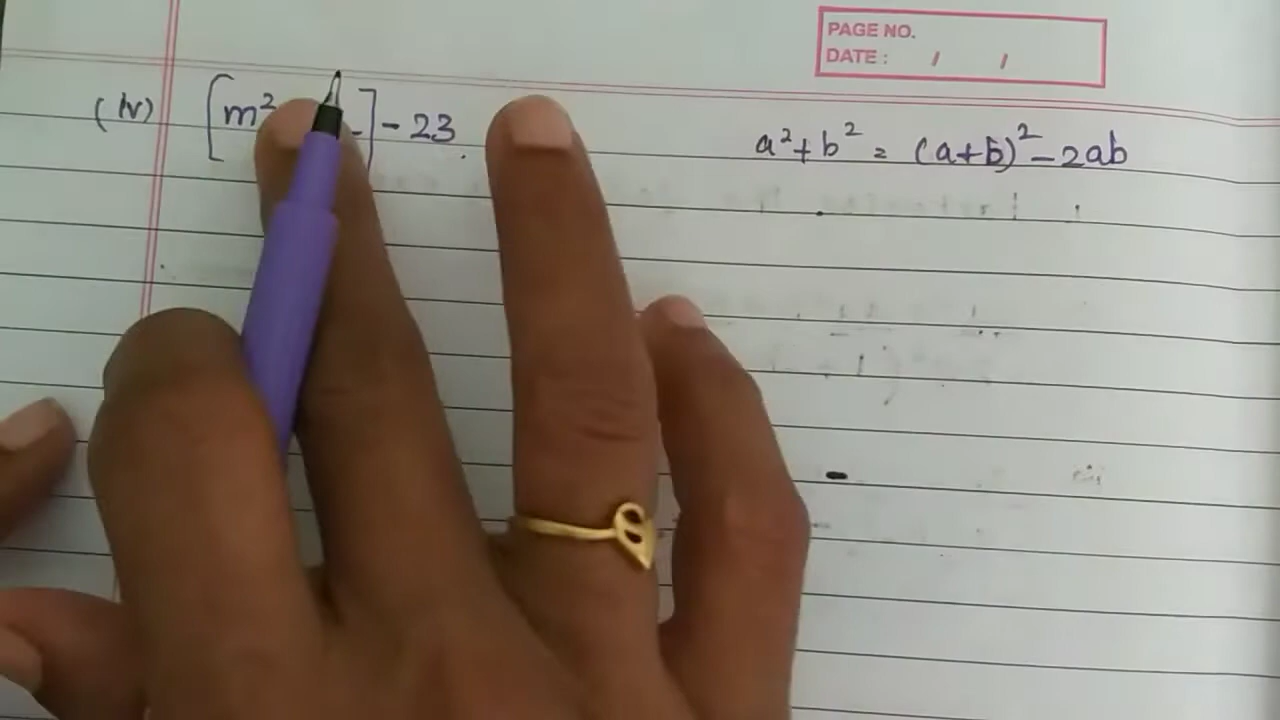 PAGE NO.
DATE : / /
(iv) [m² ] - 23.
a² + b² = (a+b)² - 2ab